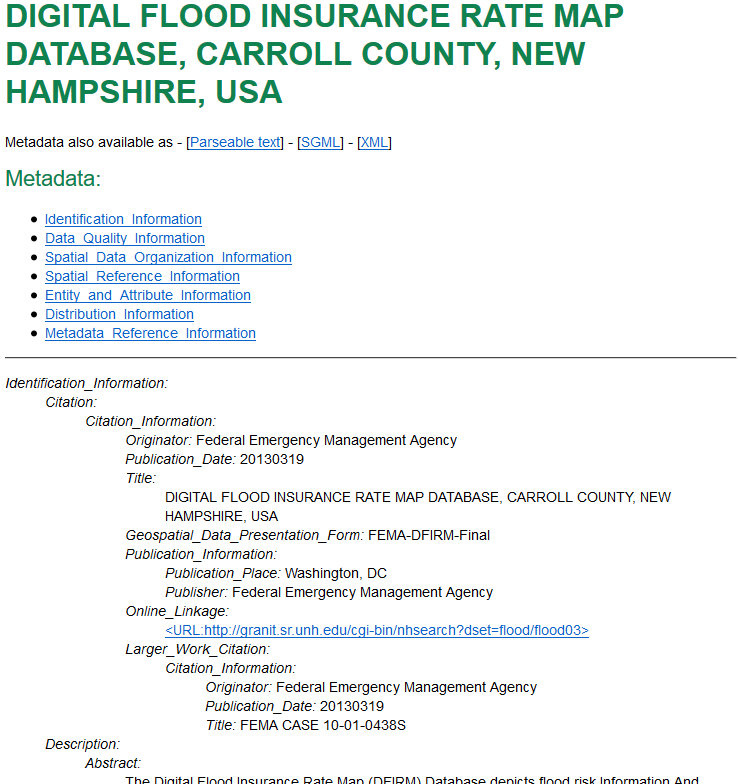 DIGITAL FLOOD INSURANCE RATE MAP
DATABASE, CARROLL COUNTY, NEW
HAMPSHIRE, USA
Metadata also available as - [Parseable text] - [SGML] - [XML]
Metadata:
Identification_Information
Data_Quality_Information
Spatial_Data_Organization_Information
Spatial_Reference_Information
Entity_and_Attribute_Information
Distribution_Information
Metadata_Reference_Information
Identification_Information:
Citation:
Citation_Information:
Originator: Federal Emergency Management Agency
Publication_Date: 20130319
Title:
DIGITAL FLOOD INSURANCE RATE MAP DATABASE, CARROLL COUNTY, NEW
HAMPSHIRE, USA
Geospatial_Data_Presentation_Form: FEMA-DFIRM-Final
Publication_Information:
Publication_Place: Washington, DC
Publisher: Federal Emergency Management Agency
Online_Linkage:
<URL:http://granit.sr.unh.edu/cgi-bin/nhsearch?dset=flood/flood03>
Larger_Work_Citation:
Citation_Information:
Originator: Federal Emergency Management Agency
Publication_Date: 20130319
Title: FEMA CASE 10-01-0438S
Description:
Abstract:
The Digital Flood Insurance Rate Map (DFIRM) Database depicts flood risk Information And